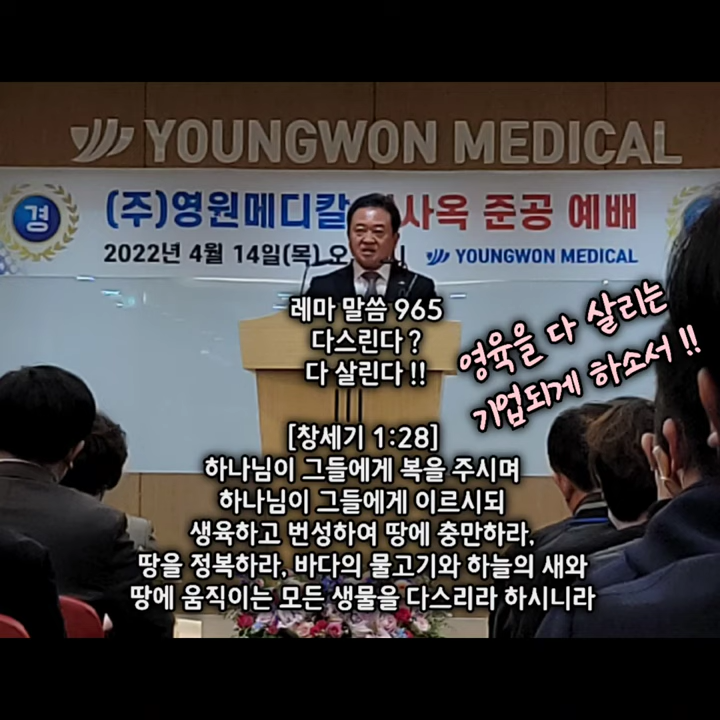 YOUNGWON MEDICAL
경
(주)영원메디칼 사옥 준공 예배
2022년 4월 14일(목) 오 시 YOUNGWON MEDICAL
레마 말씀 965
다스린다?
다 살린다!!
영육을 다 살리는
기업되게 하소서!!
[창세기 1:28]
하나님이 그들에게 복을 주시며
하나님이 그들에게 이르시되
생육하고 번성하여 땅에 충만하라,
땅을 정복하라, 바다의 물고기와 하늘의 새와
땅에 움직이는 모든 생물을 다스리라 하시니라